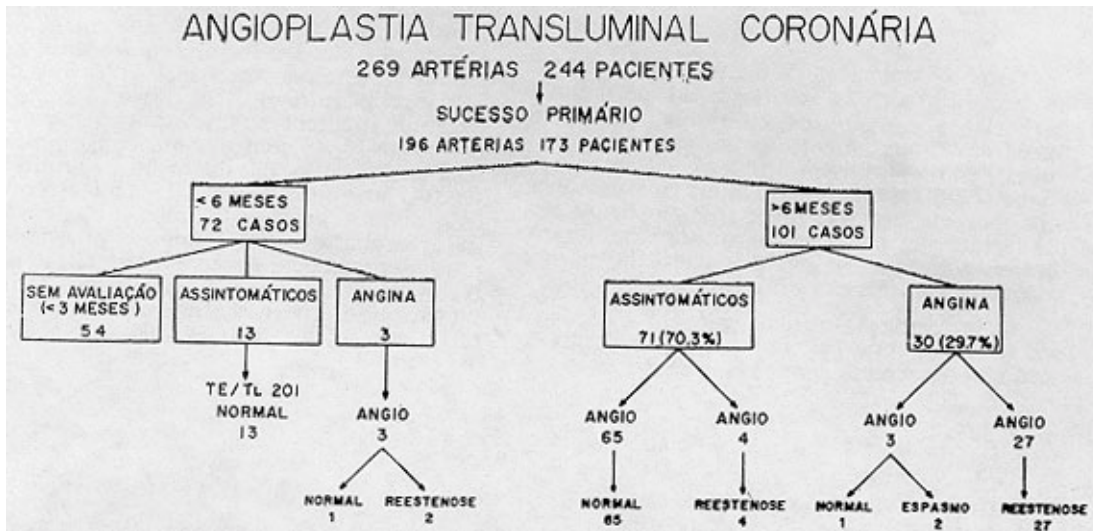 ANGIOPLASTIA TRANSLUMINAL CORONÁRIA
269 ARTÉRIAS 244 PACIENTES
SUCESSO PRIMÁRIO
196 ARTERIAS 173 PACIENTES
< 6 MESES
72 CASOS
>6 MESES
101 CASOS
SEM AVALIAÇÃO
(< 3 MESES)
54
ASSINTOMÁTICOS
13
ANGINA
3
ASSINTOMÁTICOS
71 (70,3%)
ANGINA
30 (29.7%)
TE/TL 201
NORMAL
13
ANGIO
3
ANGIO
65
ANGIO
4
ANGIO
3
ANGIO
27
NORMAL
1
REESTENOSE
2
NORMAL
65
REESTENOSE
4
NORMAL
1
ESPASNO
2
REESTENOSE
27